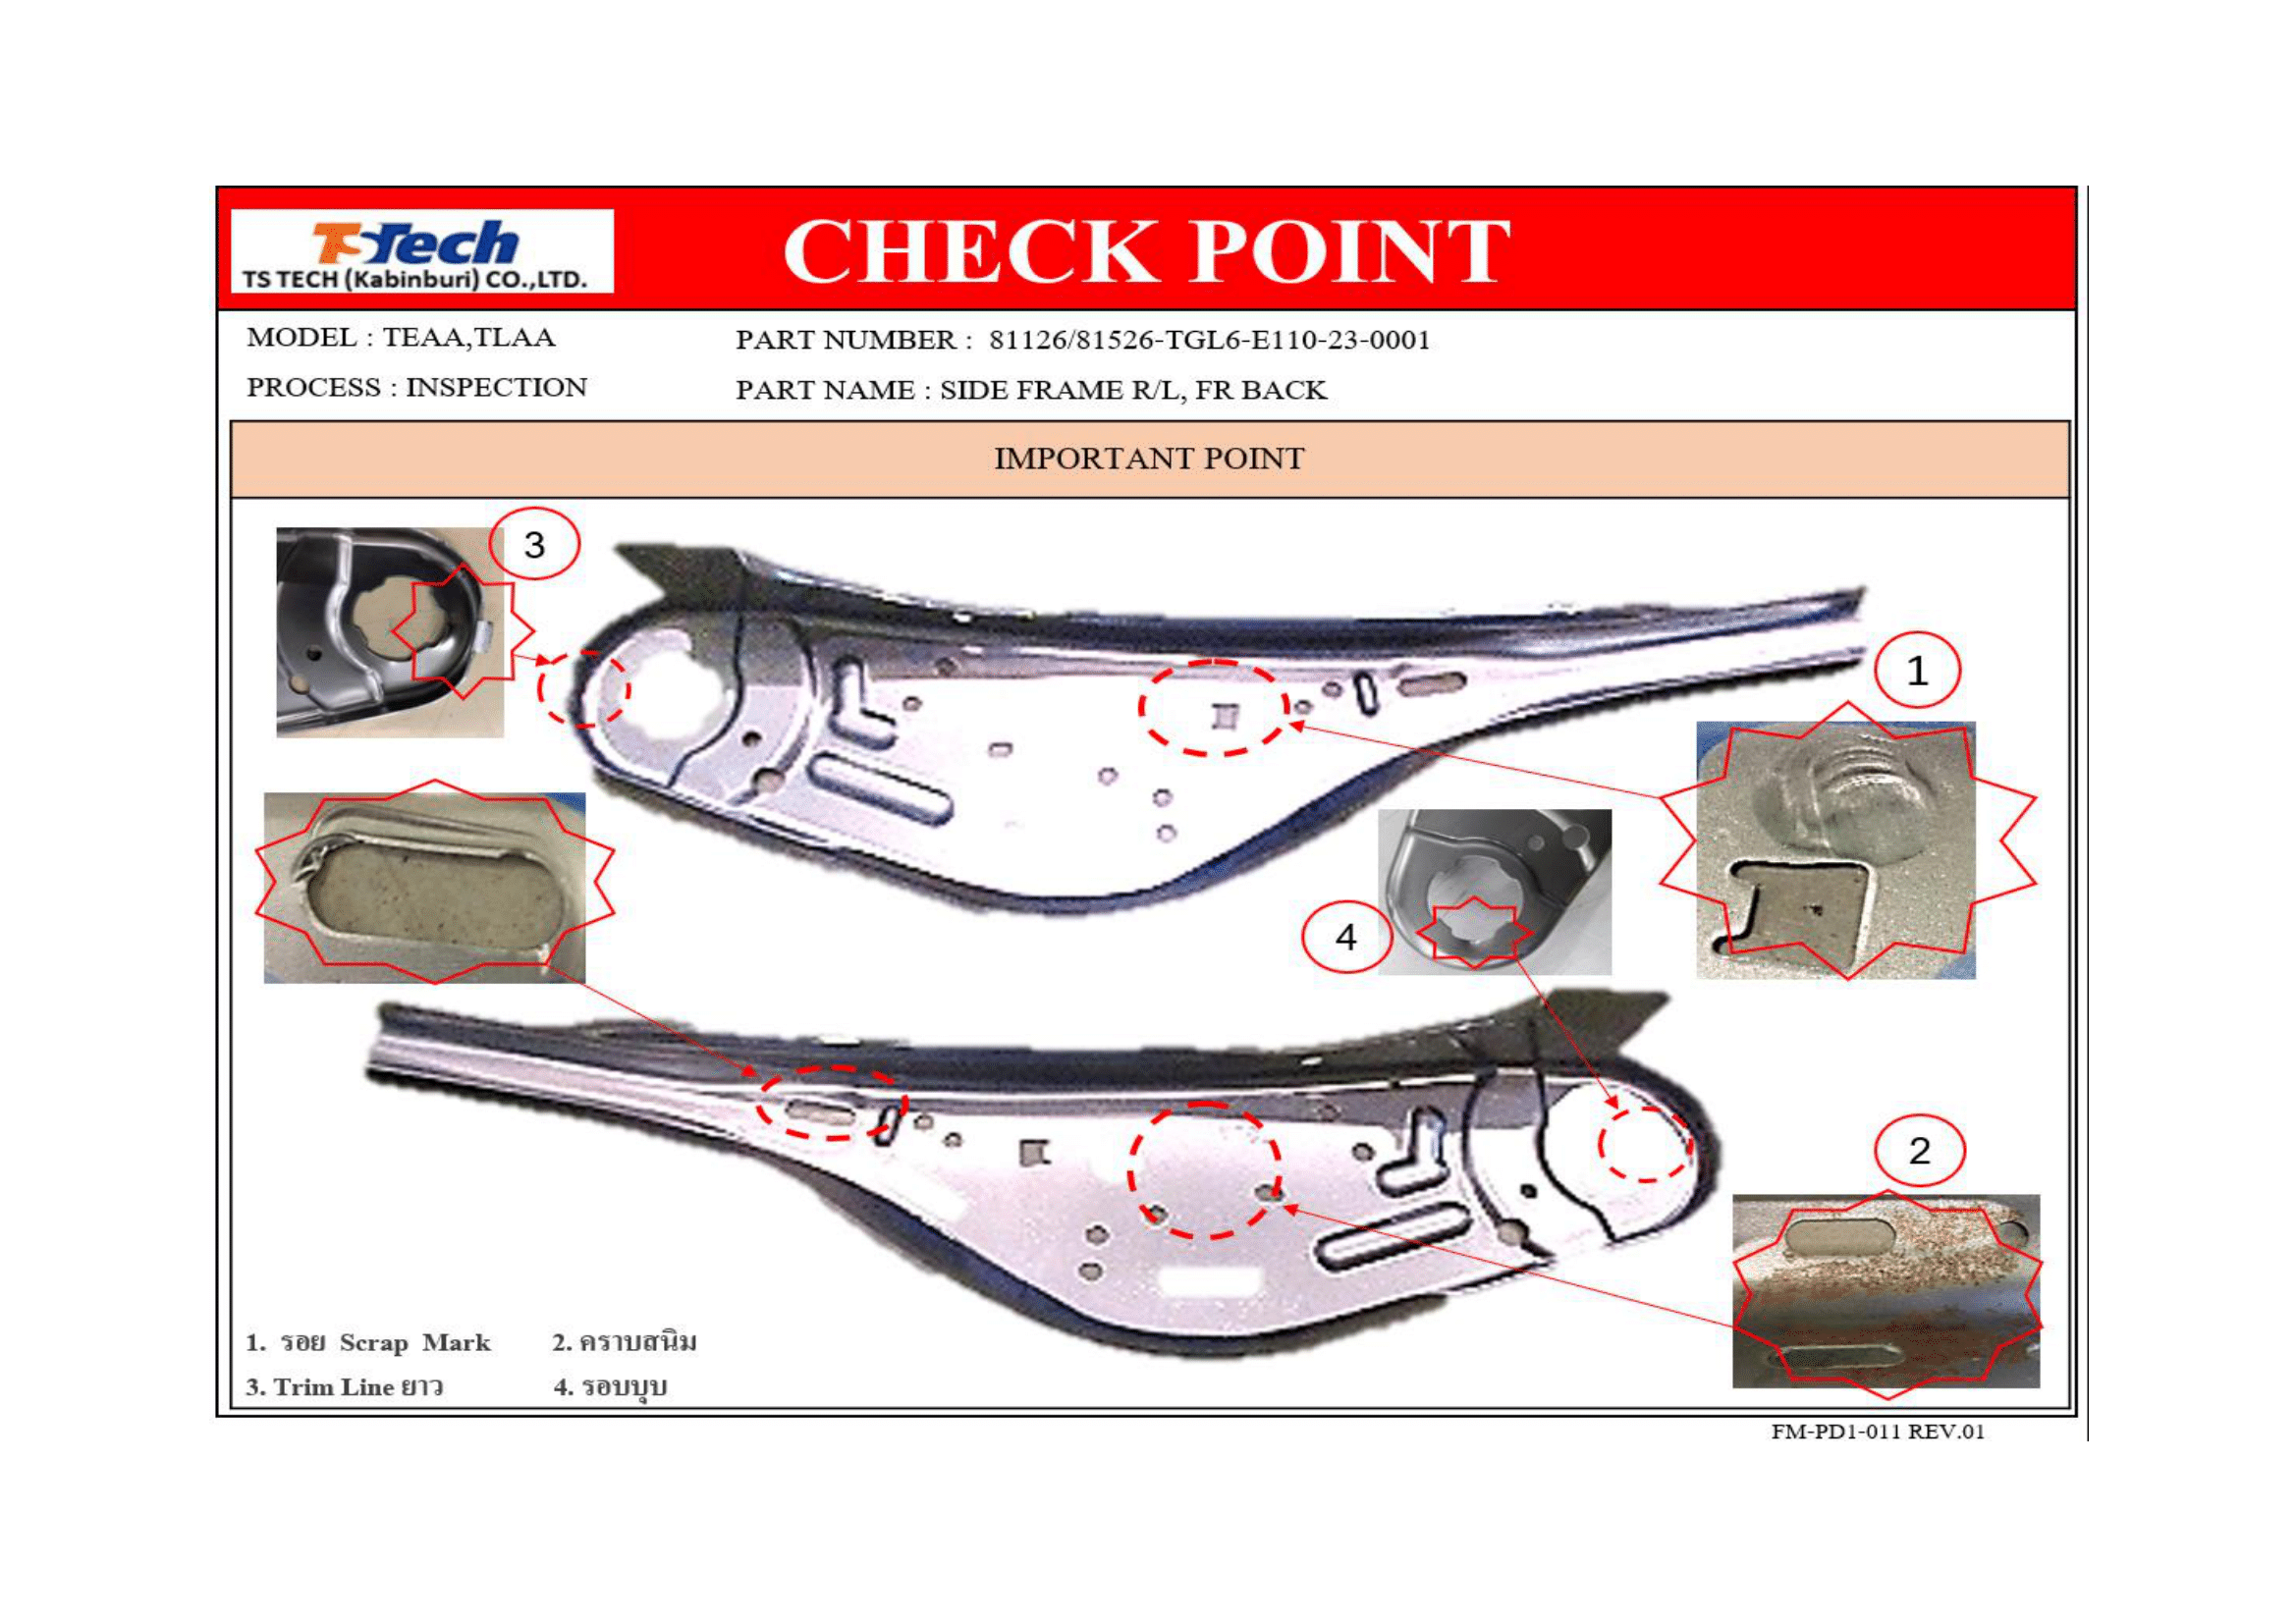 TSTech
TS TECH (Kabinburi) CO.,LTD.
CHECK POINT
MODEL : TEAA,TLAA
PART NUMBER : 81126/81526-TGL6-E110-23-0001
PROCESS : INSPECTION
PART NAME : SIDE FRAME R/L, FR BACK
IMPORTANT POINT
3
1
4
2
1. รอย Scrap Mark
2. คราบสนิม
3. Trim Line ยาว
4. รอบบุบ
FM-PD1-011 REV.01